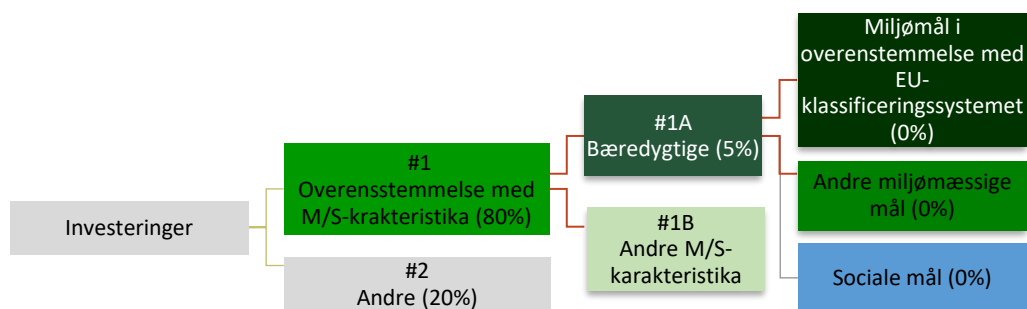 Investeringer
#1
Overensstemmelse med
M/S-krakteristika (80%)
#2
Andre (20%)
#1A
Bæredygtige (5%)
#1B
Andre M/S-
karakteristika
Miljømål i
overenstemmelse med
EU-
klassificeringssystemet
(0%)
Andre miljømæssige
mål (0%)
Sociale mål (0%)